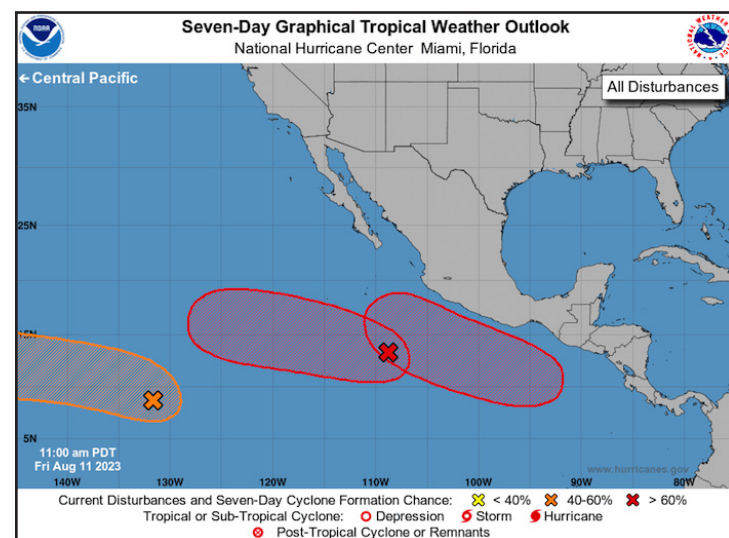 Seven-Day Graphical Tropical Weather Outlook
National Hurricane Center Miami, Florida
NOAA
← Central Pacific
All Disturbances
35N
25N
15N
5N
11:00 am PDT
Fri Aug 11 2023
www.hurricanes.gov
140W 130W 120W 110W 100W 90W 80W
Current Disturbances and Seven-Day Cyclone Formation Chance: < 40% 40-60% > 60%
Tropical or Sub-Tropical Cyclone: Depression Storm Hurricane
Post-Tropical Cyclone or Remnants